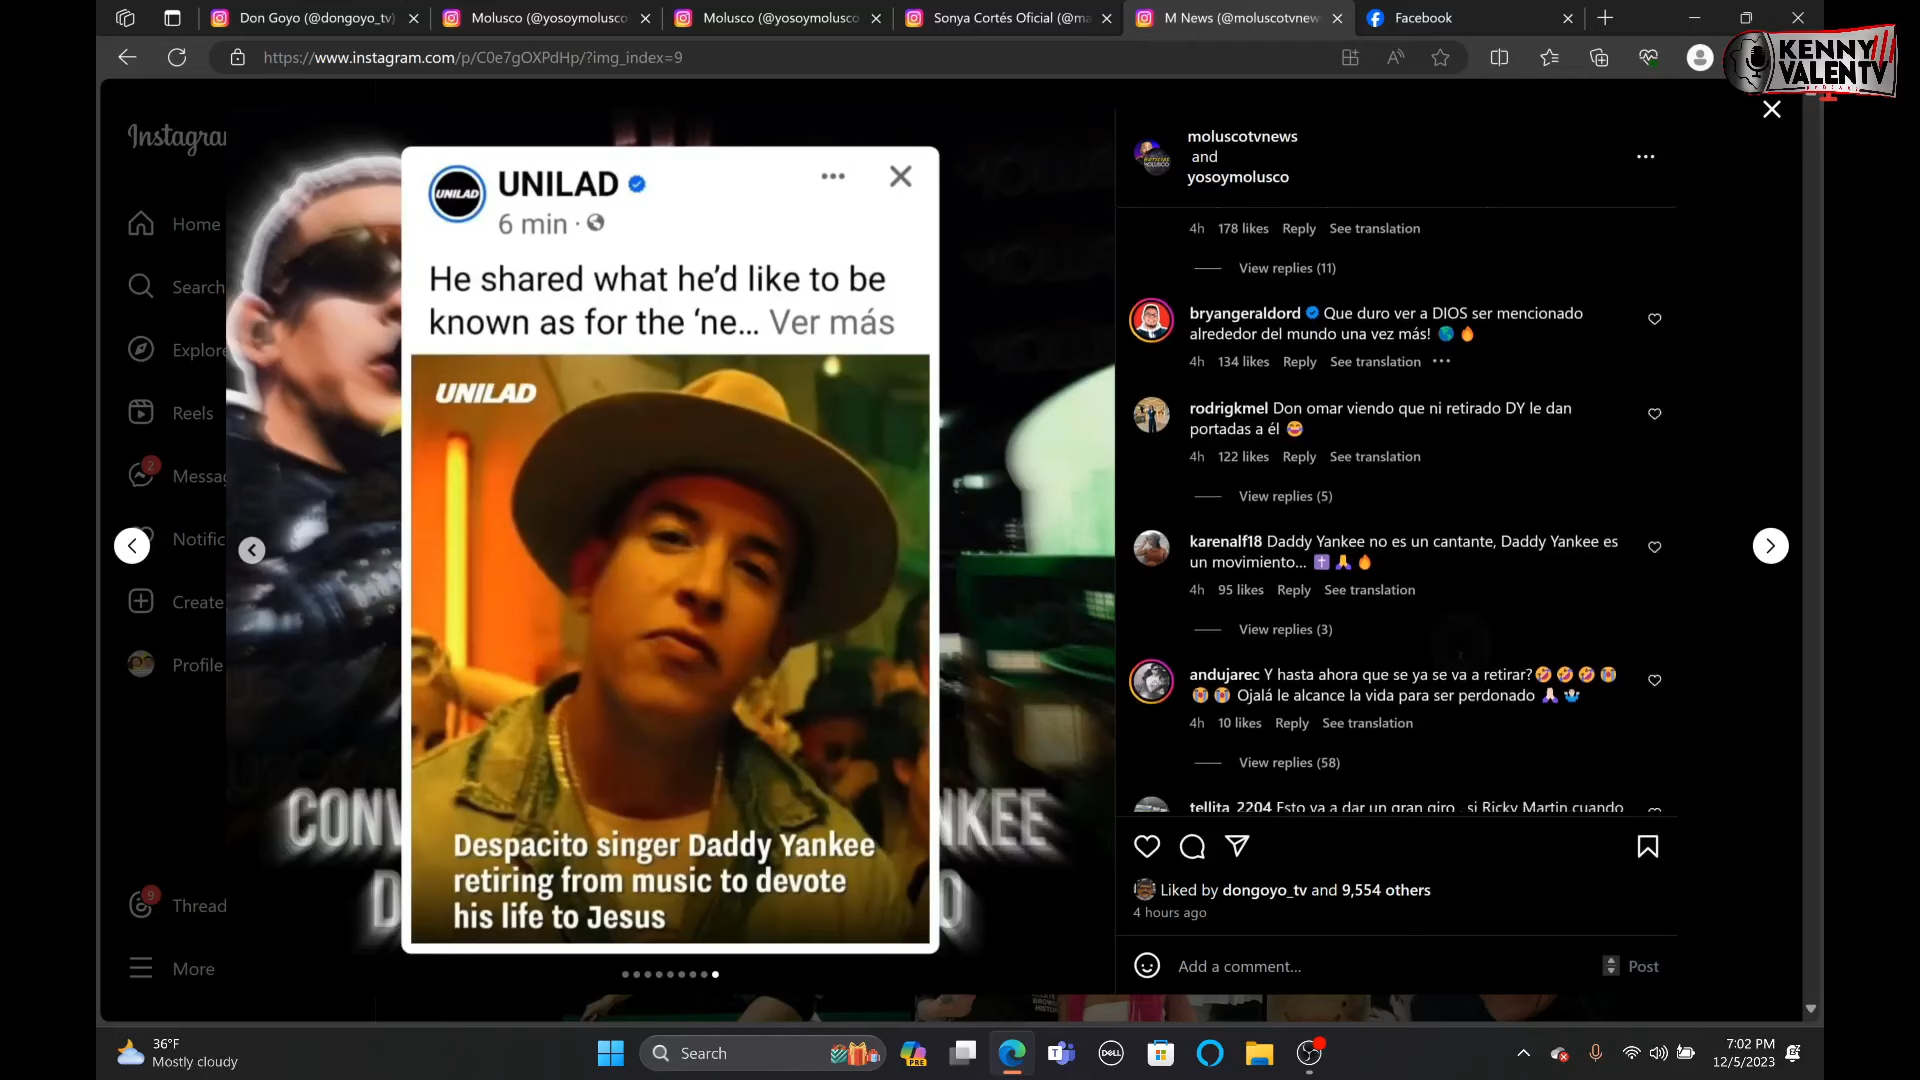 Don Goyo (@dongoyo_tv)
Molusco (@yosoymolusco
Molusco (@yosoymolusco
Sonya Cortés Oficial (@ma
M News (@moluscotvnews
Facebook
https://www.instagram.com/p/C0e7gOXPdHp/?img_index=9
KENNY
VALENTV
Instagram
Home
Search
Explore
Reels
2
Messag
Notific
Create
Profile
9
Thread
More
UNILAD
UNILAD
6 min ·
He shared what he’d like to be
known as for the ‘ne... Ver más
UNILAD
Despacito singer Daddy Yankee
retiring from music to devote
his life to Jesus
CONV
NKEE
D
O
moluscotvnews
and
yosoymolusco
4h 178 likes Reply See translation
View replies (11)
bryangeraldord Que duro ver a DIOS ser mencionado
alrededor del mundo una vez más! 🌎 🔥
4h 134 likes Reply See translation
rodrigkmel Don omar viendo que ni retirado DY le dan
portadas a él 😂
4h 122 likes Reply See translation
View replies (5)
karenalf18 Daddy Yankee no es un cantante, Daddy Yankee es
un movimiento... ✝️ 🙏 🔥
4h 95 likes Reply See translation
View replies (3)
andujarec Y hasta ahora que se ya se va a retirar?🤣 🤣 🤣 😭
😭 😭 Ojalá le alcance la vida para ser perdonado 🙏🏻 🤷🏻‍♂️
4h 10 likes Reply See translation
View replies (58)
tellita_2204 Esto va a dar un gran giro , si Ricky Martin cuando
Liked by dongoyo_tv and 9,554 others
4 hours ago
Add a comment...
Post
36°F
Mostly cloudy
Search
PRE
T
DELL
7:02 PM
12/5/2023